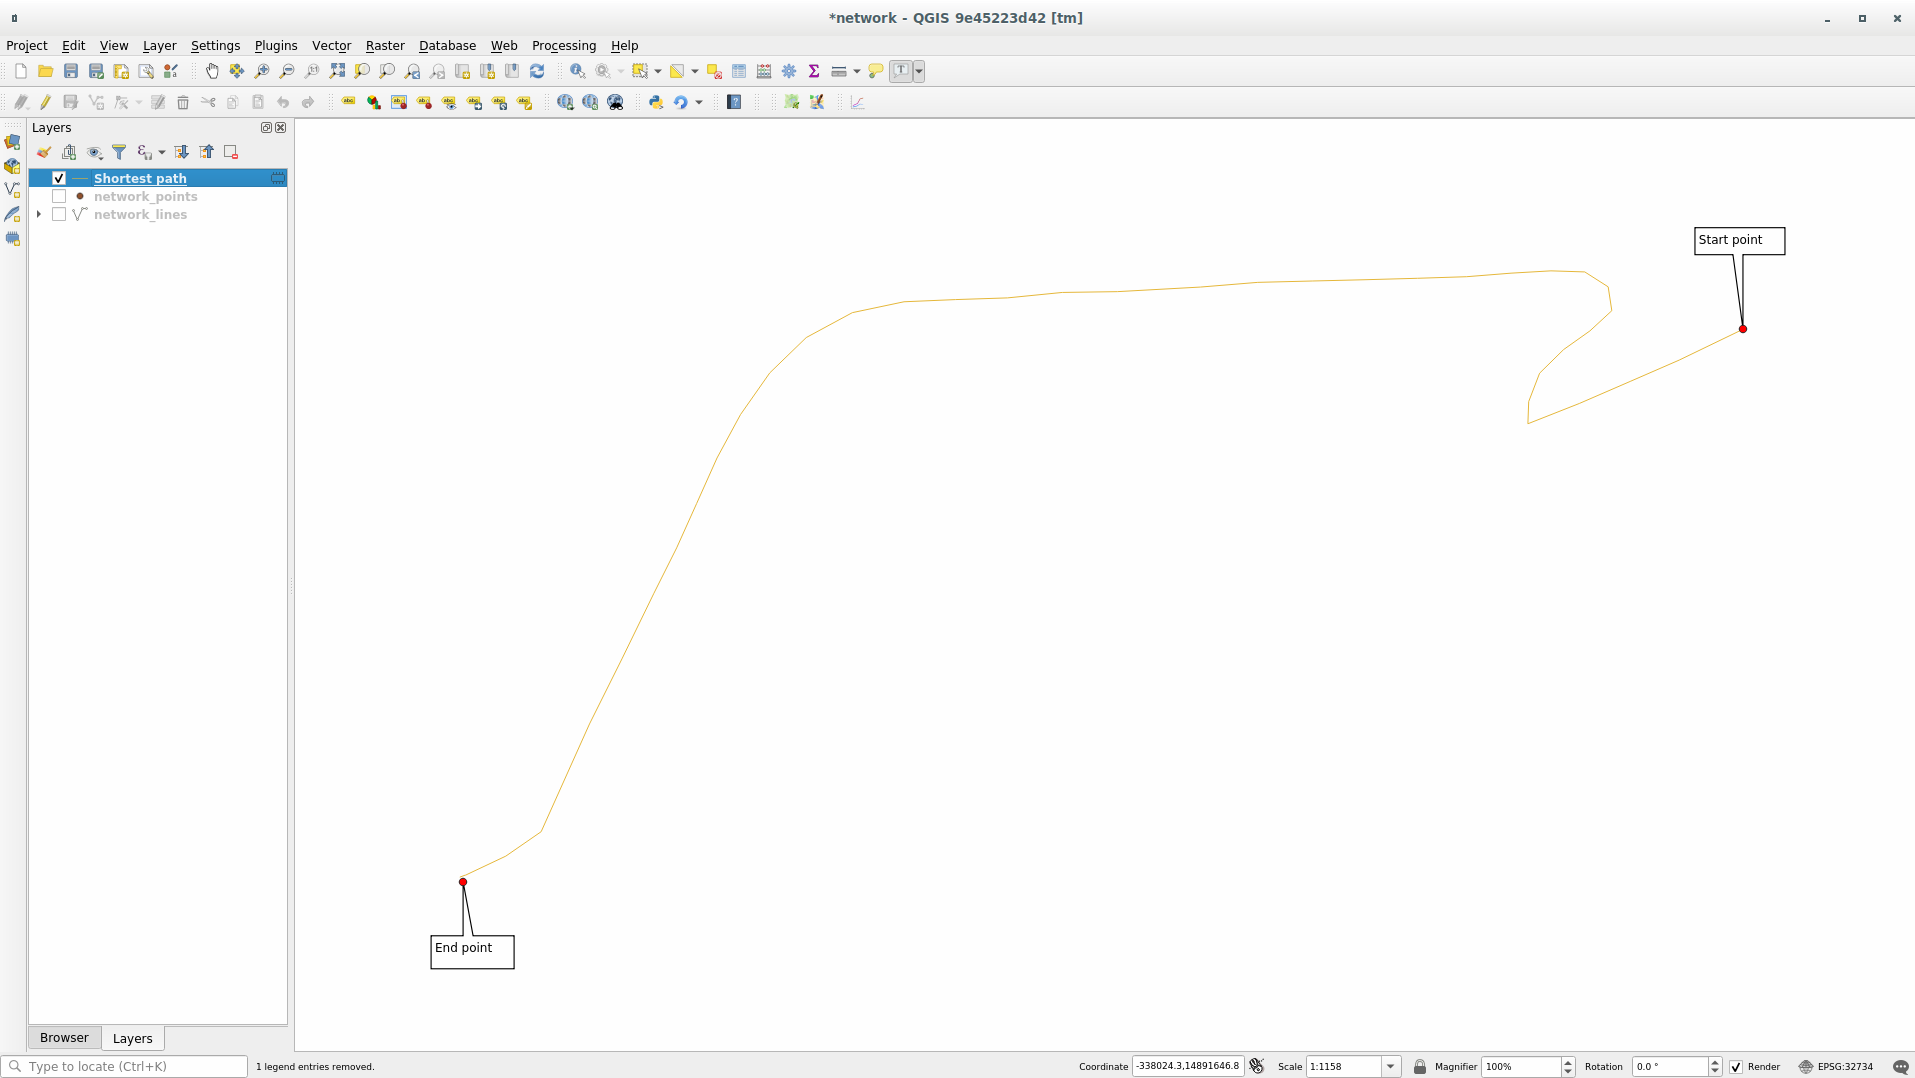 *network - QGIS 9e45223d42 [tm]
Project Edit View Layer Settings Plugins Vector Raster Database Web Processing Help
Layers
Shortest path
network_points
network_lines
Start point
End point
Browser Layers
Type to locate (Ctrl+K) 1 legend entries removed. Coordinate -338024.3,14891646.8 Scale 1:1158 Magnifier 100% Rotation 0.0 ° Render EPSG:32734